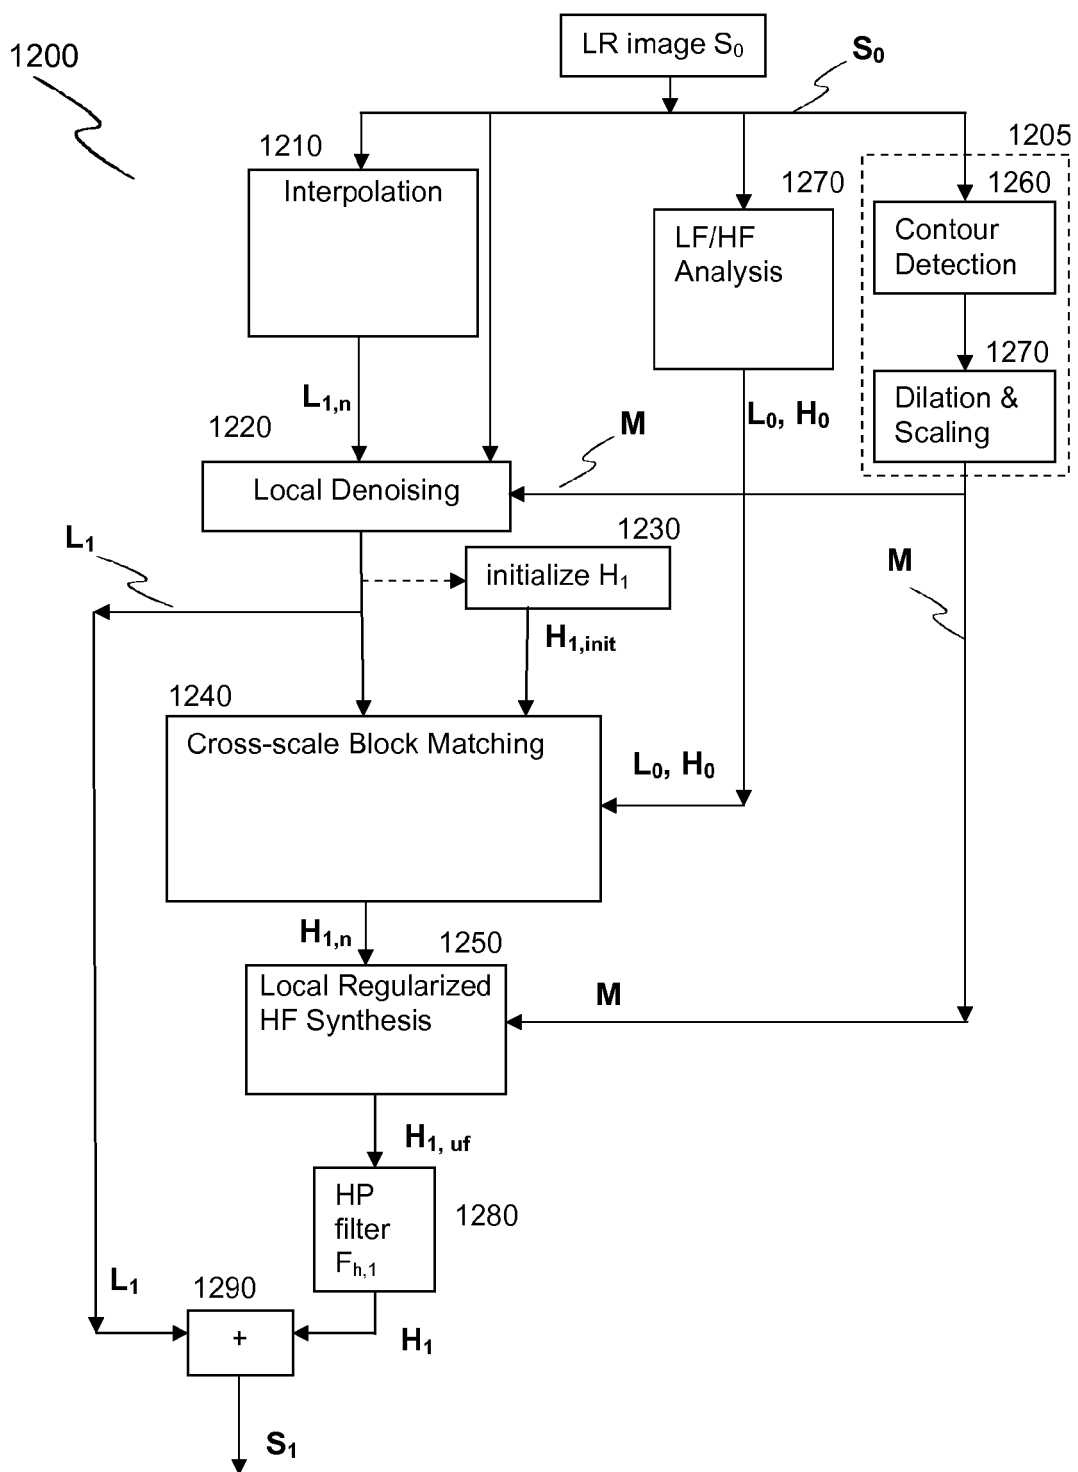 LR image S₀
1200
S₀
1205
1210
Interpolation
1270
LF/HF
Analysis
1260
Contour
Detection
1270
Dilation &
Scaling
L₁,ₙ
1220
L₀, H₀
M
Local Denoising
L₁
1230
initialize H₁
M
H₁,init
1240
Cross-scale Block Matching
L₀, H₀
H₁,ₙ
1250
Local Regularized
HF Synthesis
M
H₁, uf
HP
filter
Fₕ,₁
1280
L₁
1290
+
H₁
S₁